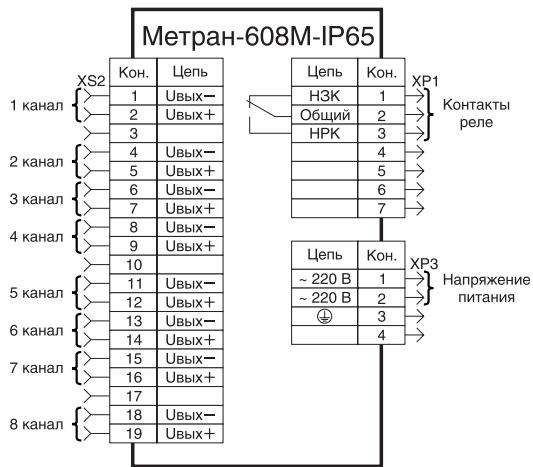 Метран-608М-IP65
XS2
Кон. Цепь
1 канал
1 Uвых−
2 Uвых+
3
2 канал
4 Uвых−
5 Uвых+
3 канал
6 Uвых−
7 Uвых+
4 канал
8 Uвых−
9 Uвых+
10
5 канал
11 Uвых−
12 Uвых+
6 канал
13 Uвых−
14 Uвых+
7 канал
15 Uвых−
16 Uвых+
17
8 канал
18 Uвых−
19 Uвых+
Цепь Кон.
XP1
НЗК 1
Общий 2
НРК 3
4
5
6
7
Контакты
реле
Цепь Кон.
XP3
~ 220 В 1
~ 220 В 2
3
4
Напряжение
питания